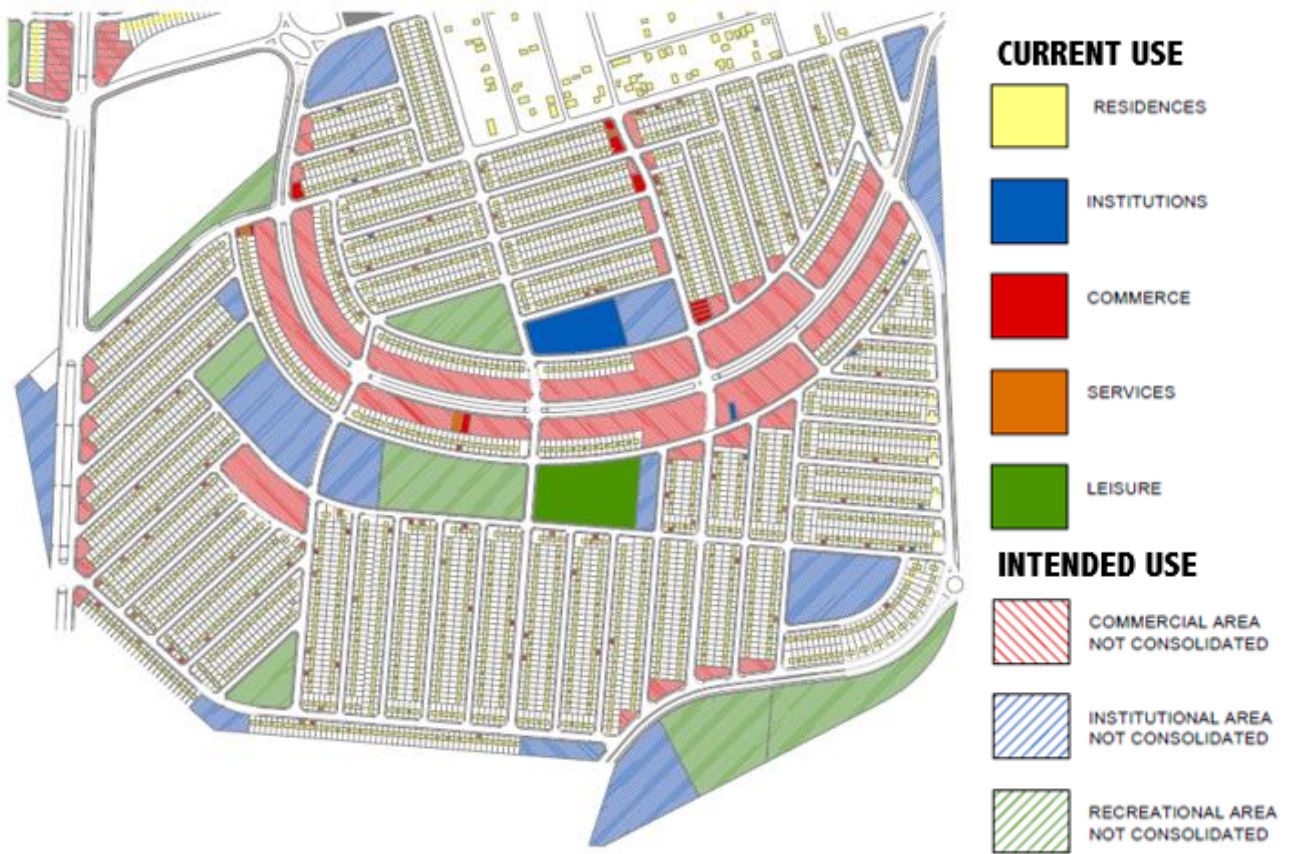 CURRENT USE
RESIDENCES
INSTITUTIONS
COMMERCE
SERVICES
LEISURE
INTENDED USE
COMMERCIAL AREA
NOT CONSOLIDATED
INSTITUTIONAL AREA
NOT CONSOLIDATED
RECREATIONAL AREA
NOT CONSOLIDATED